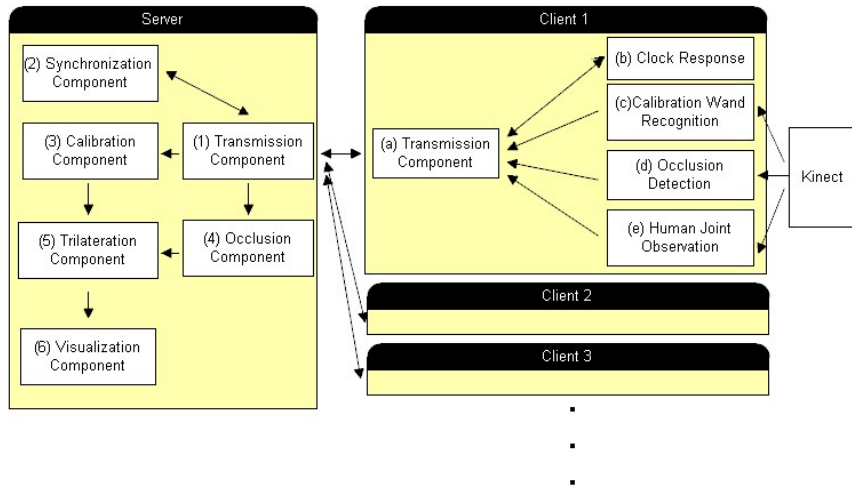 Server
(2) Synchronization
Component
(3) Calibration
Component
(1) Transmission
Component
(5) Trilateration
Component
(4) Occlusion
Component
(6) Visualization
Component
Client 1
(a) Transmission
Component
(b) Clock Response
(c)Calibration Wand
Recognition
(d) Occlusion
Detection
(e) Human Joint
Observation
Kinect
Client 2
Client 3